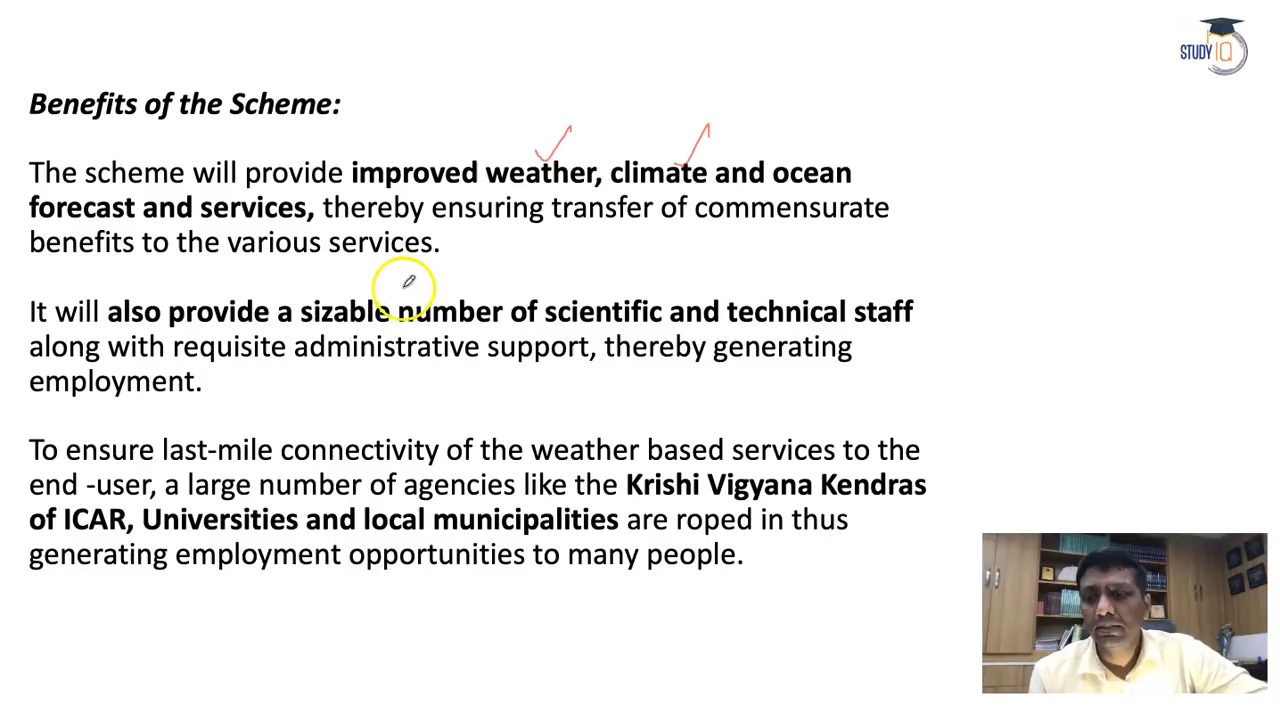 STUDY IQ
Benefits of the Scheme:
The scheme will provide improved weather, climate and ocean
forecast and services, thereby ensuring transfer of commensurate
benefits to the various services.
It will also provide a sizable number of scientific and technical staff
along with requisite administrative support, thereby generating
employment.
To ensure last-mile connectivity of the weather based services to the
end -user, a large number of agencies like the Krishi Vigyana Kendras
of ICAR, Universities and local municipalities are roped in thus
generating employment opportunities to many people.